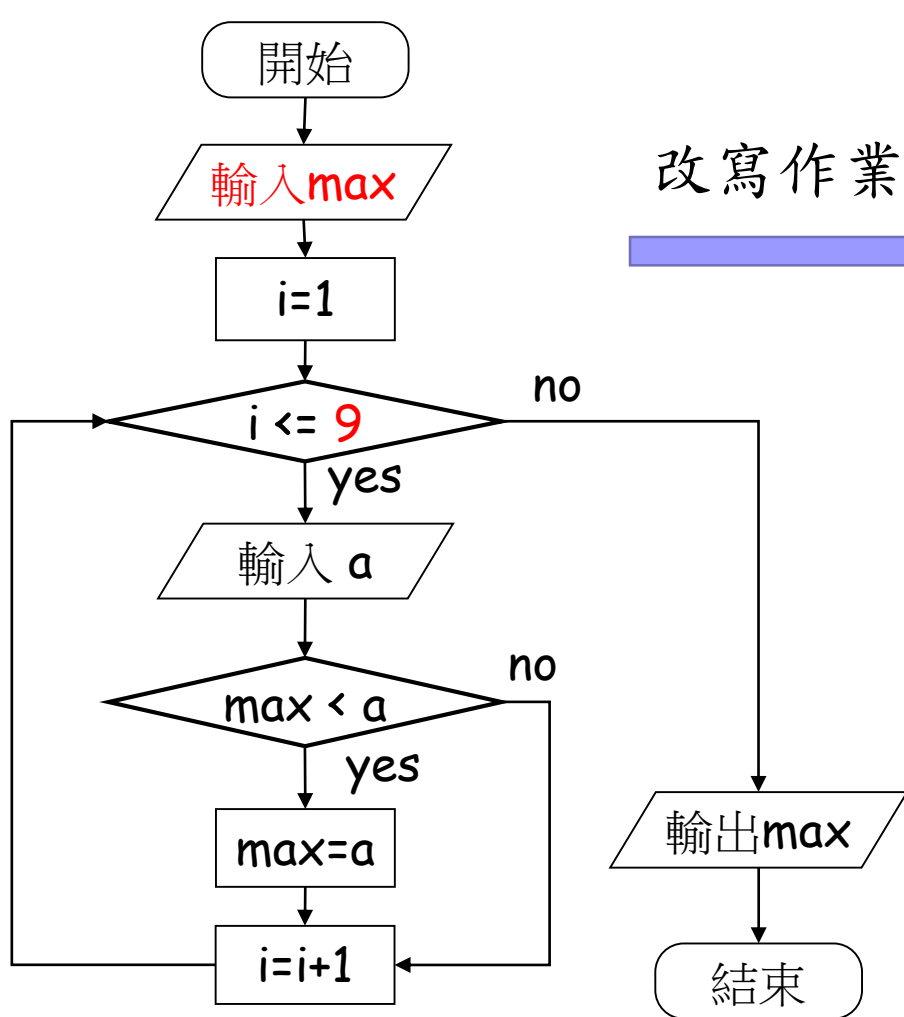 開始
改寫作業
輸入max
i=1
i <= 9
no
yes
輸入 a
max < a
no
yes
max=a
輸出max
i=i+1
結束